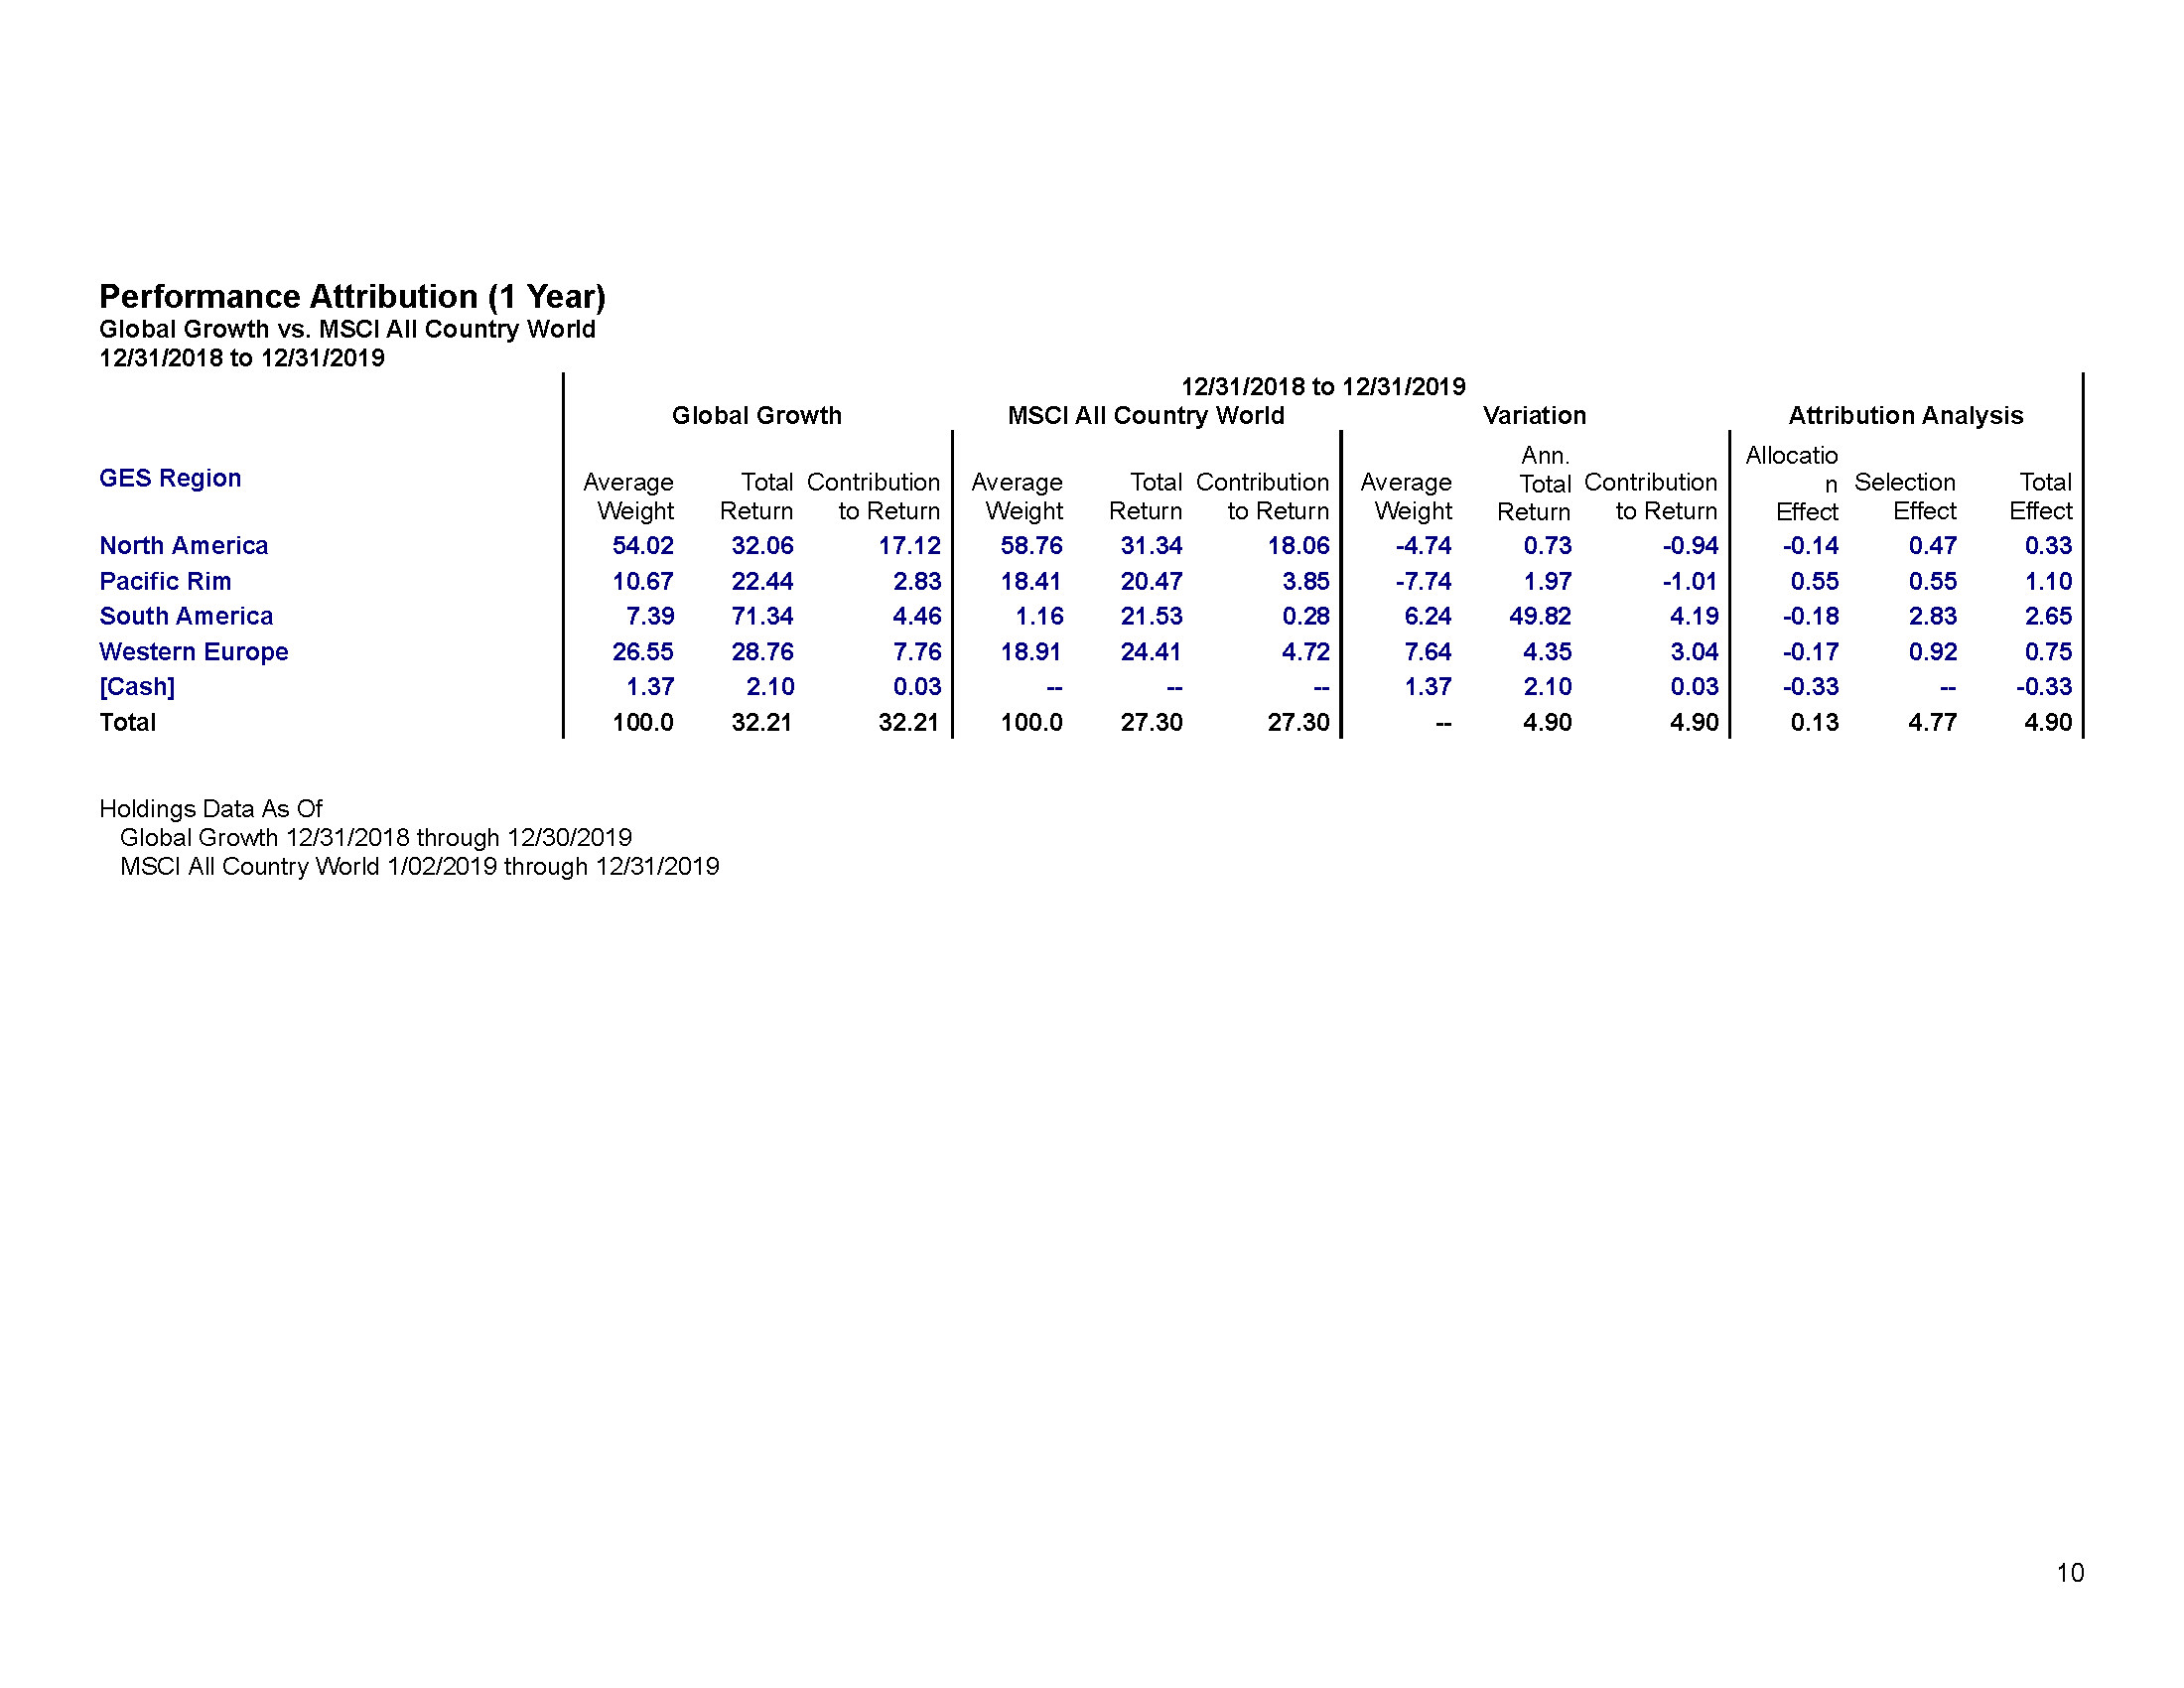 Performance Attribution (1 Year)
Global Growth vs. MSCI All Country World
12/31/2018 to 12/31/2019
12/31/2018 to 12/31/2019
Global Growth MSCI All Country World Variation Attribution Analysis
GES Region Average Weight Total Return Contribution to Return Average Weight Total Return Contribution to Return Average Weight Ann. Total Return Contribution to Return Allocatio n Effect Selection Effect Total Effect
North America 54.02 32.06 17.12 58.76 31.34 18.06 -4.74 0.73 -0.94 -0.14 0.47 0.33
Pacific Rim 10.67 22.44 2.83 18.41 20.47 3.85 -7.74 1.97 -1.01 0.55 0.55 1.10
South America 7.39 71.34 4.46 1.16 21.53 0.28 6.24 49.82 4.19 -0.18 2.83 2.65
Western Europe 26.55 28.76 7.76 18.91 24.41 4.72 7.64 4.35 3.04 -0.17 0.92 0.75
[Cash] 1.37 2.10 0.03 -- -- -- 1.37 2.10 0.03 -0.33 -- -0.33
Total 100.0 32.21 32.21 100.0 27.30 27.30 -- 4.90 4.90 0.13 4.77 4.90
Holdings Data As Of
Global Growth 12/31/2018 through 12/30/2019
MSCI All Country World 1/02/2019 through 12/31/2019
10